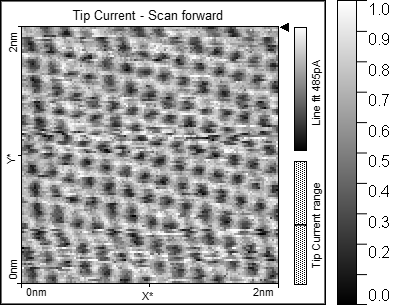 Tip Current - Scan forward
2nm
Y*
0nm
0nm
X*
2nm
Line fit 485pA
Tip Current range
1.0
0.9
0.8
0.7
0.6
0.5
0.4
0.3
0.2
0.1
0.0